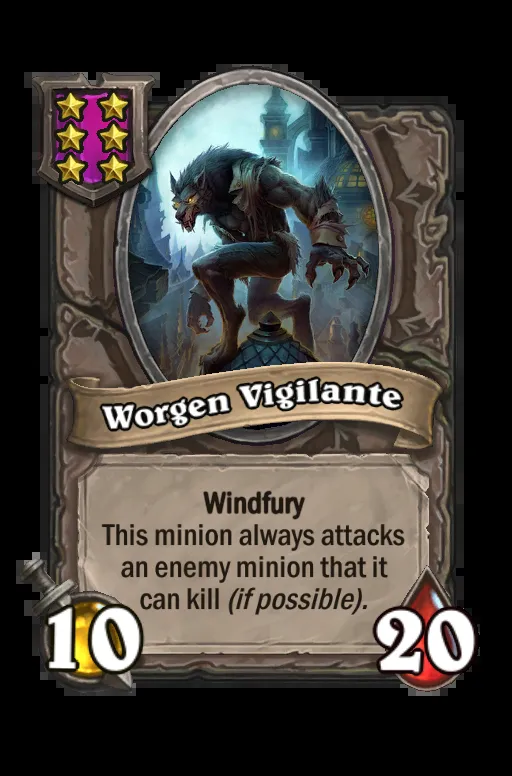 Worgen Vigilante
Windfury
This minion always attacks
an enemy minion that it
can kill (if possible).
10
20